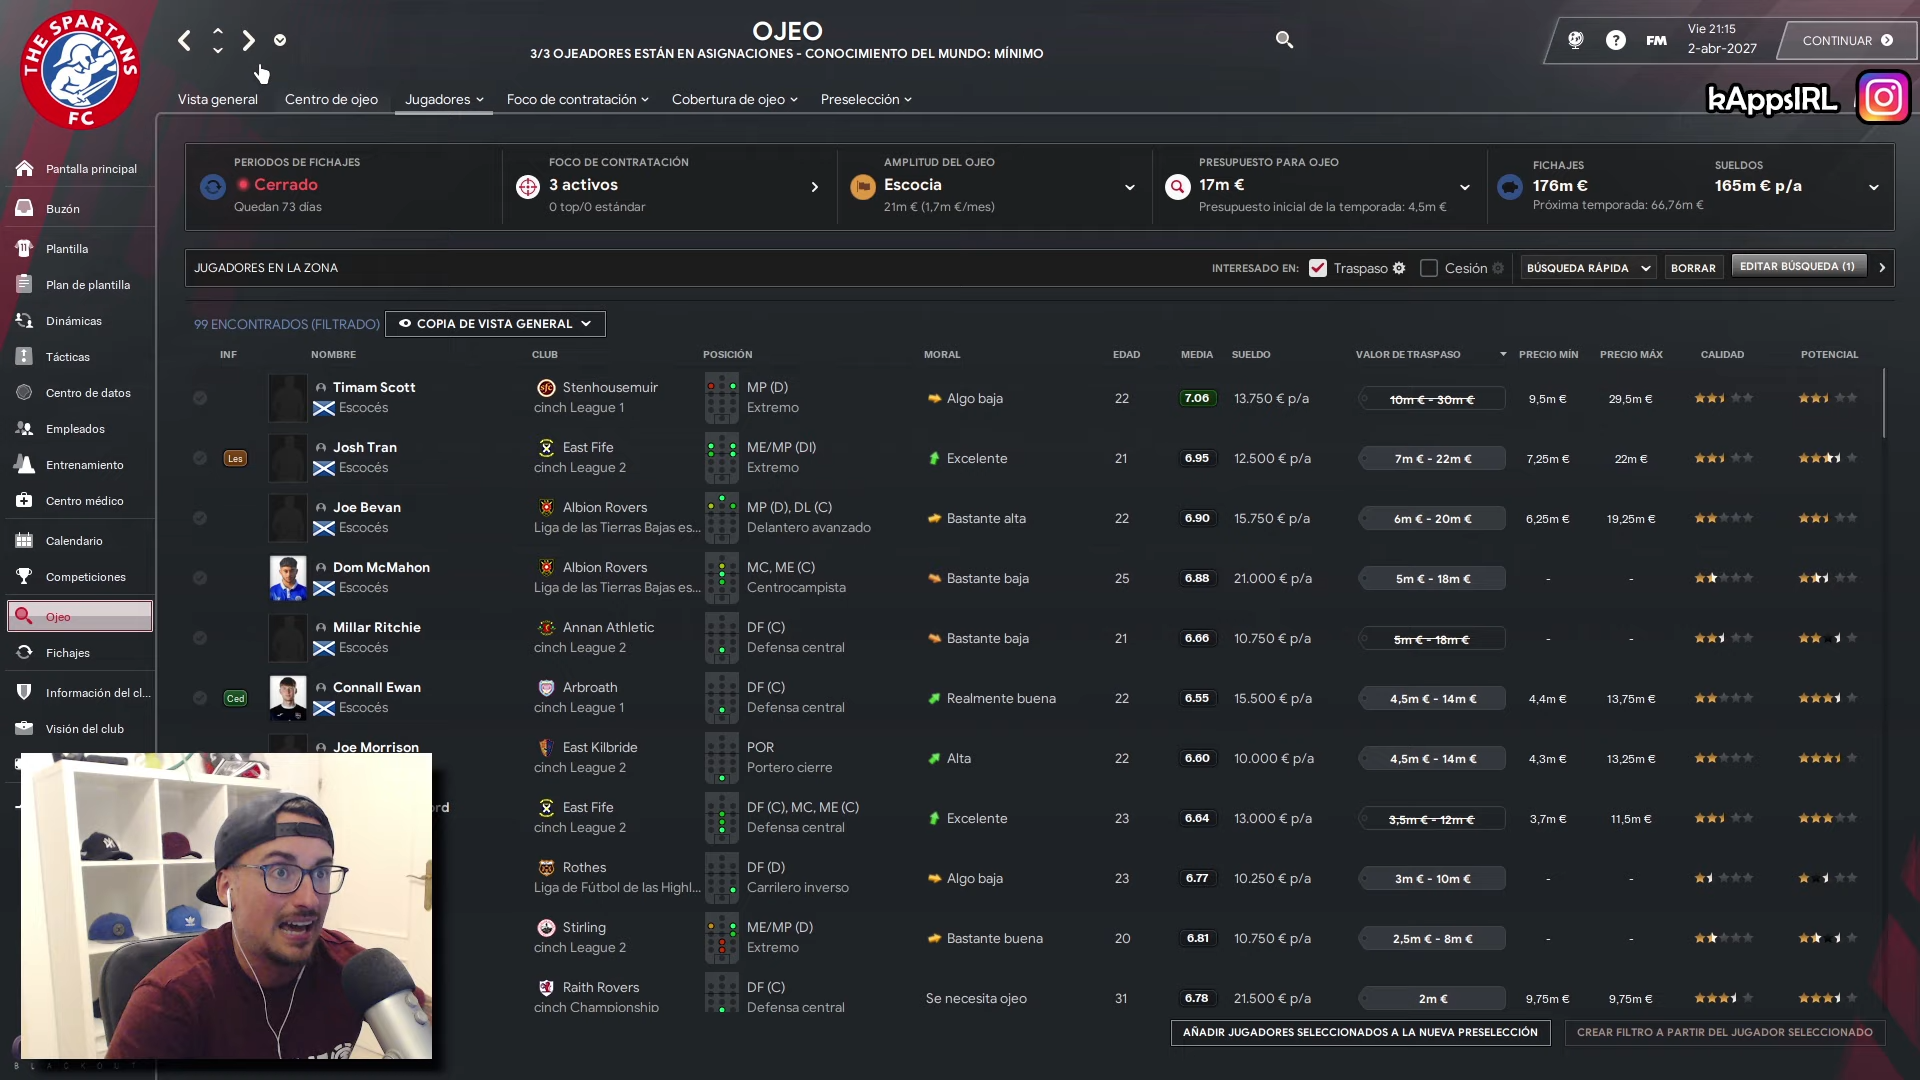 THE SPARTANS
FC
OJEO
3/3 OJEADORES ESTÁN EN ASIGNACIONES - CONOCIMIENTO DEL MUNDO: MÍNIMO
FM
Vie 21:15
2-abr-2027
CONTINUAR
kAppsIRL
Vista general
Centro de ojeo
Jugadores
Foco de contratación
Cobertura de ojeo
Preselección
Pantalla principal
Buzón
Plantilla
Plan de plantilla
Dinámicas
Tácticas
Centro de datos
Empleados
Entrenamiento
Centro médico
Calendario
Competiciones
Ojeo
Fichajes
Información del cl...
Visión del club
PERIODOS DE FICHAJES
Cerrado
Quedan 73 días
FOCO DE CONTRATACIÓN
3 activos
0 top/0 estándar
AMPLITUD DEL OJEO
Escocia
21m € (1,7m €/mes)
PRESUPUESTO PARA OJEO
17m €
Presupuesto inicial de la temporada: 4,5m €
FICHAJES
176m €
SUELDOS
165m € p/a
Próxima temporada: 66,76m €
JUGADORES EN LA ZONA
INTERESADO EN:
Traspaso
Cesión
BÚSQUEDA RÁPIDA
BORRAR
EDITAR BÚSQUEDA (1)
99 ENCONTRADOS (FILTRADO)
COPIA DE VISTA GENERAL
INF NOMBRE CLUB POSICIÓN MORAL EDAD MEDIA SUELDO VALOR DE TRASPASO PRECIO MÍN PRECIO MÁX CALIDAD POTENCIAL
Timam Scott Stenhousemuir MP (D)
Algo baja 22 7.06 13.750 € p/a 10m € - 30m € 9,5m € 29,5m €
Escocés cinch League 1 Extremo
Josh Tran East Fife ME/MP (DI)
Les Excelente 21 6.95 12.500 € p/a 7m € - 22m € 7,25m € 22m €
Escocés cinch League 2 Extremo
Joe Bevan Albion Rovers MP (D), DL (C)
Bastante alta 22 6.90 15.750 € p/a 6m € - 20m € 6,25m € 19,25m €
Escocés Liga de las Tierras Bajas es... Delantero avanzado
Dom McMahon Albion Rovers MC, ME (C)
Bastante baja 25 6.88 21.000 € p/a 5m € - 18m € - -
Escocés Liga de las Tierras Bajas es... Centrocampista
Millar Ritchie Annan Athletic DF (C)
Bastante baja 21 6.66 10.750 € p/a 5m € - 18m € - -
Escocés cinch League 2 Defensa central
Connall Ewan Arbroath DF (C)
Ced Realmente buena 22 6.55 15.500 € p/a 4,5m € - 14m € 4,4m € 13,75m €
Escocés cinch League 1 Defensa central
Joe Morrison East Kilbride POR
Alta 22 6.60 10.000 € p/a 4,5m € - 14m € 4,3m € 13,25m €
cinch League 2 Portero cierre
ord East Fife DF (C), MC, ME (C)
Excelente 23 6.64 13.000 € p/a 3,5m € - 12m € 3,7m € 11,5m €
cinch League 2 Defensa central
Rothes DF (D)
Algo baja 23 6.77 10.250 € p/a 3m € - 10m € - -
Liga de Fútbol de las Highl... Carrilero inverso
Stirling ME/MP (D)
Bastante buena 20 6.81 10.750 € p/a 2,5m € - 8m € - -
cinch League 2 Extremo
Raith Rovers DF (C)
Se necesita ojeo 31 6.78 21.500 € p/a 2m € 9,75m € 9,75m €
cinch Championship Defensa central
AÑADIR JUGADORES SELECCIONADOS A LA NUEVA PRESELECCIÓN
CREAR FILTRO A PARTIR DEL JUGADOR SELECCIONADO